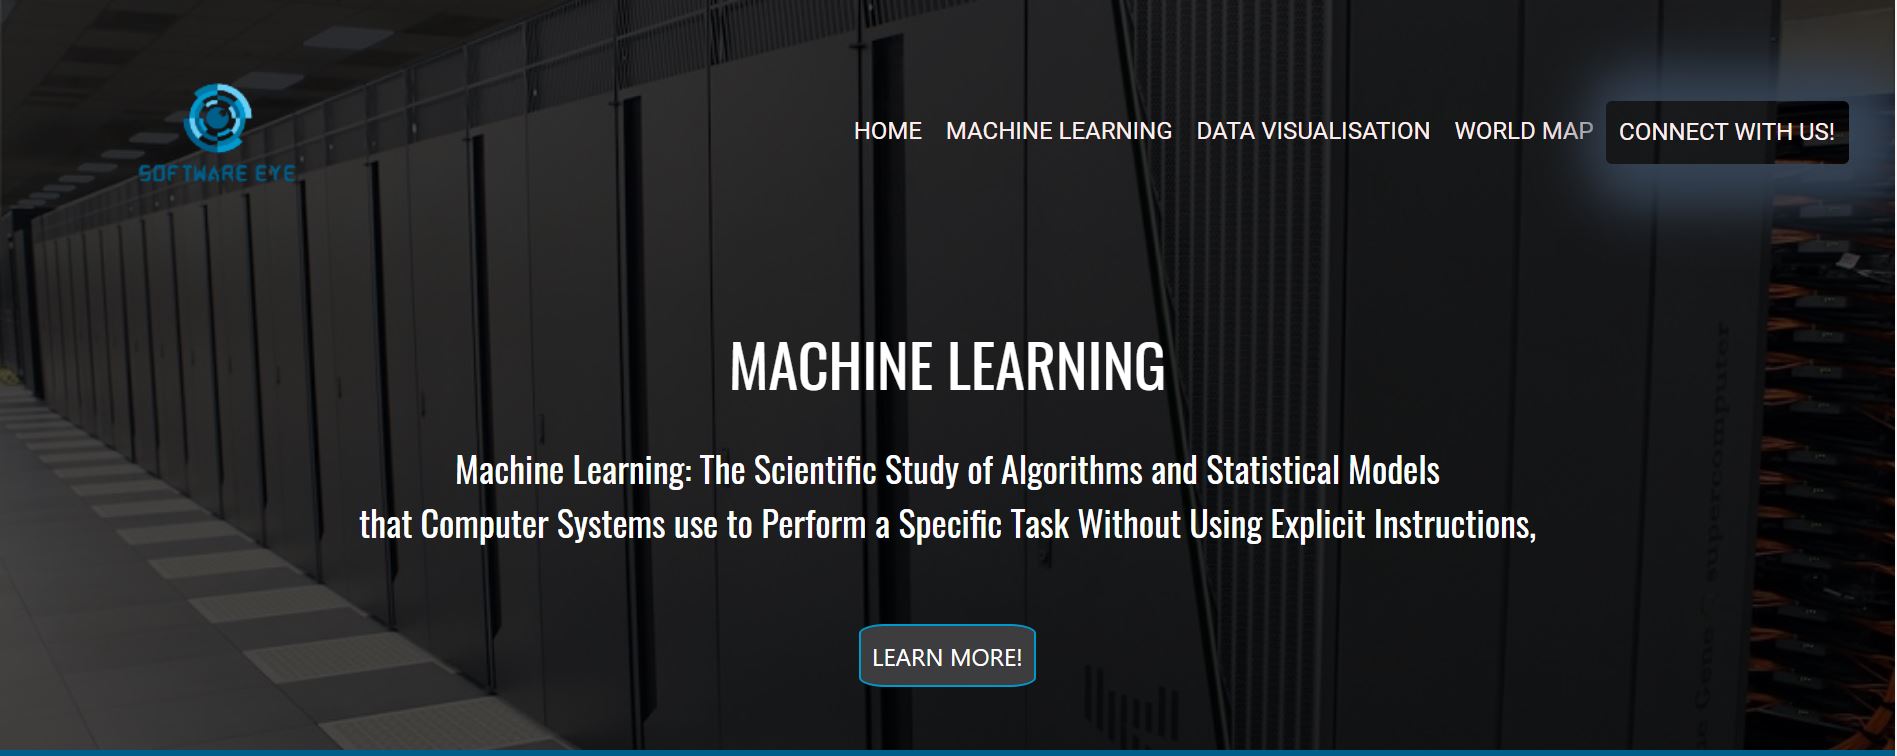 SOFTWARE EYE
HOME MACHINE LEARNING DATA VISUALISATION WORLD MAP CONNECT WITH US!
MACHINE LEARNING
Machine Learning: The Scientific Study of Algorithms and Statistical Models
that Computer Systems use to Perform a Specific Task Without Using Explicit Instructions,
LEARN MORE!
Gene
supercomputer